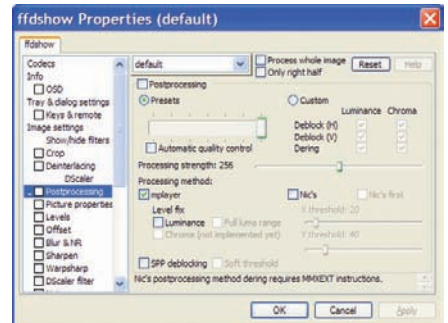 ffdshow Properties (default)
ffdshow
Codecs
Info
OSD
Tray & dialog settings
Keys & remote
Image settings
Show/hide filters
Crop
Deinterlacing
DScaler
Postprocessing
Picture properties
Levels
Offset
Blur & NR
Sharpen
Warpsharp
DScaler filter
default
Process whole image
Only right half
Reset
Help
Postprocessing
Presets
Custom
Luminance Chroma
Deblock (H)
Deblock (V)
Dering
Automatic quality control
Processing strength: 256
Processing method:
mplayer
Nic's
Nic's first
Level fix
Luminance
Full luma range
Chroma (not implemented yet)
X threshold: 20
Y threshold: 40
SPP deblocking
Soft threshold
Nic's postprocessing method dering requires MMXEXT instructions.
OK
Cancel
Apply